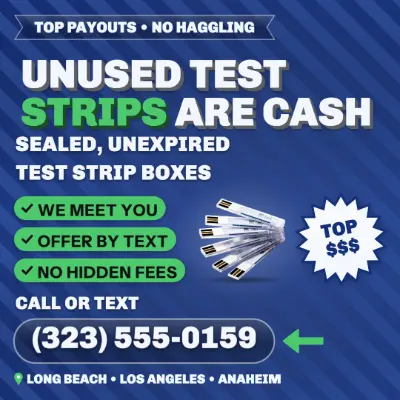 TOP PAYOUTS • NO HAGGLING
UNUSED TEST
STRIPS ARE CASH
SEALED, UNEXPIRED
TEST STRIP BOXES
WE MEET YOU
OFFER BY TEXT
NO HIDDEN FEES
TOP
$$$
CALL OR TEXT
(323) 555-0159
LONG BEACH • LOS ANGELES • ANAHEIM